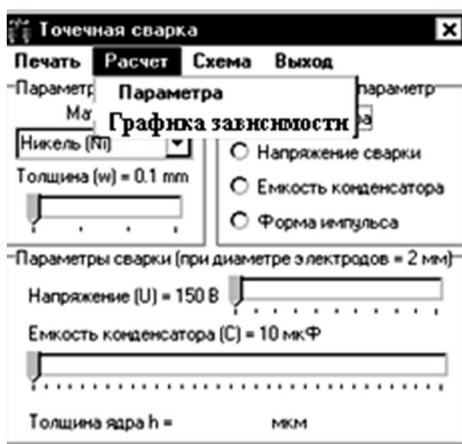 Точечная сварка
Печать Расчет Схема Выход
Параметр параметр
Параметра
Графика зависимости
Никель (Ni)
Напряжение сварки
Толщина (w) = 0.1 mm
Емкость конденсатора
Форма импульса
Параметры сварки (при диаметре электродов = 2 мм)
Напряжение (U) = 150 В
Емкость конденсатора (C) = 10 мкФ
Толщина ядра h = мкм